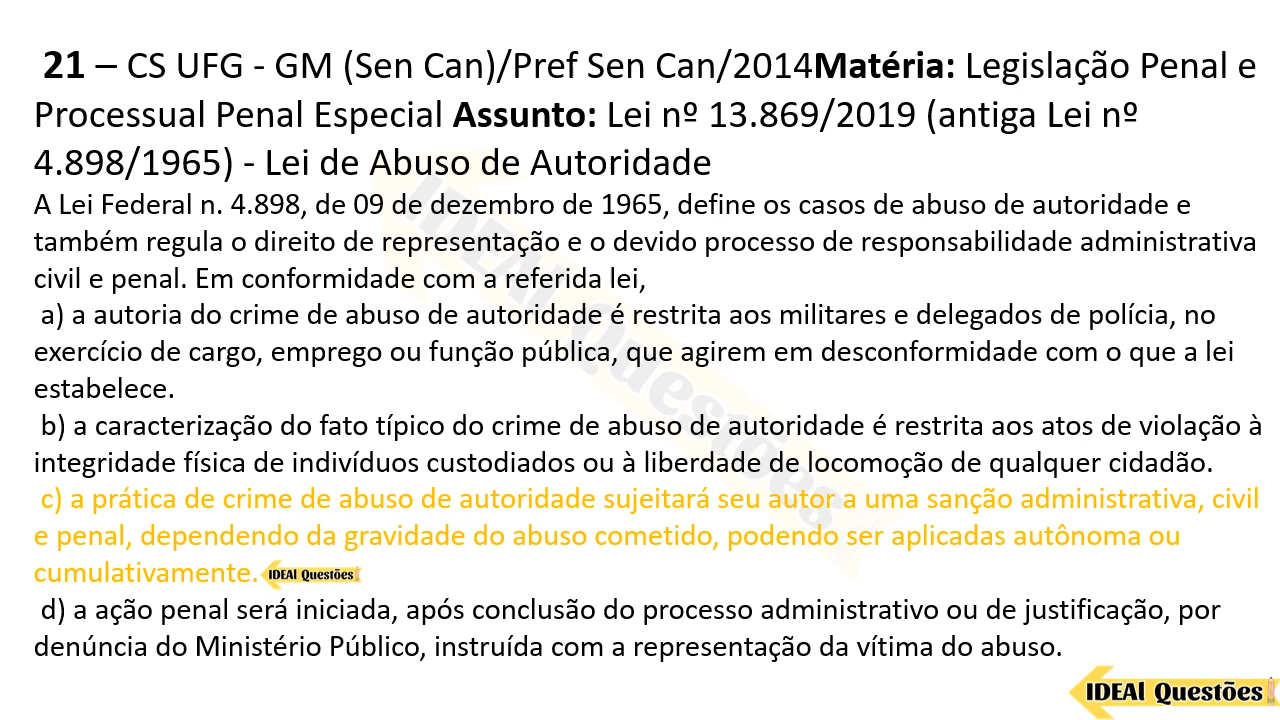 21 – CS UFG - GM (Sen Can)/Pref Sen Can/2014Matéria: Legislação Penal e
Processual Penal Especial Assunto: Lei nº 13.869/2019 (antiga Lei nº
4.898/1965) - Lei de Abuso de Autoridade
A Lei Federal n. 4.898, de 09 de dezembro de 1965, define os casos de abuso de autoridade e
também regula o direito de representação e o devido processo de responsabilidade administrativa
civil e penal. Em conformidade com a referida lei,
a) a autoria do crime de abuso de autoridade é restrita aos militares e delegados de polícia, no
exercício de cargo, emprego ou função pública, que agirem em desconformidade com o que a lei
estabelece.
b) a caracterização do fato típico do crime de abuso de autoridade é restrita aos atos de violação à
integridade física de indivíduos custodiados ou à liberdade de locomoção de qualquer cidadão.
c) a prática de crime de abuso de autoridade sujeitará seu autor a uma sanção administrativa, civil
e penal, dependendo da gravidade do abuso cometido, podendo ser aplicadas autônoma ou
cumulativamente. IDEAl Questões
d) a ação penal será iniciada, após conclusão do processo administrativo ou de justificação, por
denúncia do Ministério Público, instruída com a representação da vítima do abuso.
IDEAl Questões
IDEAl Questões